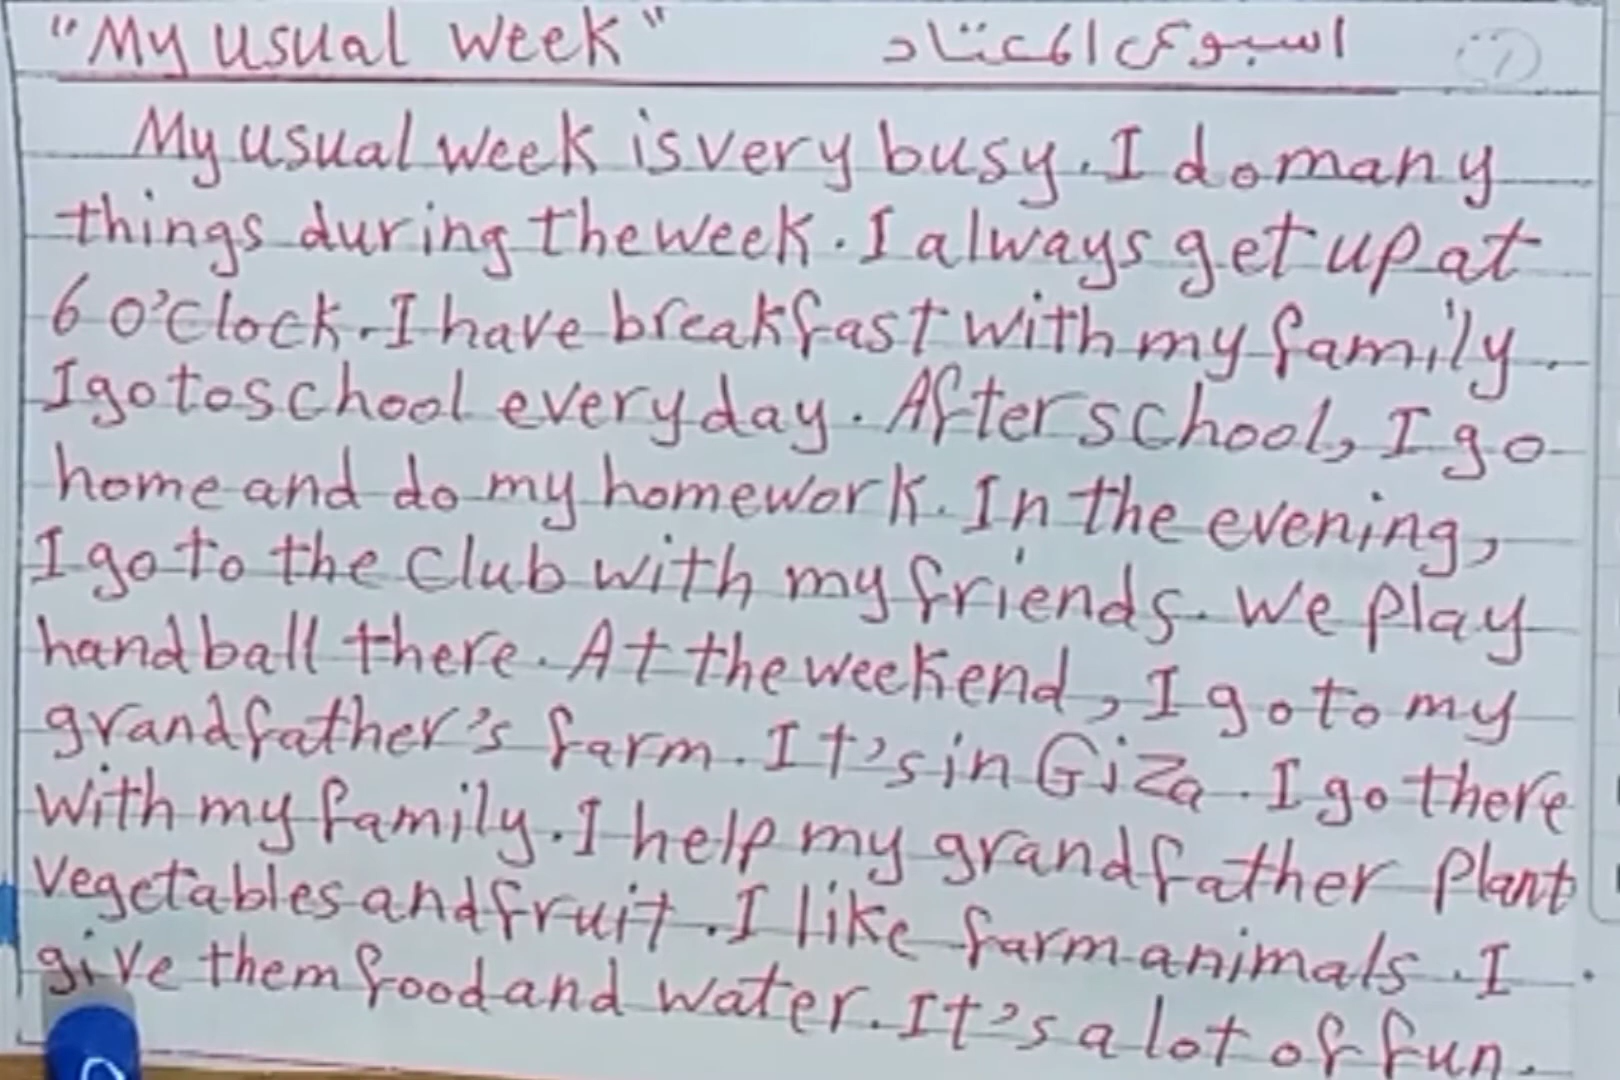 "My usual week" اسبوعى المعتاد
My usual week is very busy. I do many
things during the week. I always get up at
6 O'Clock. I have breakfast with my family.
I go to school every day. After school, I go
home and do my homework. In the evening,
I go to the Club with my friends. We play
handball there. At the weekend, I go to my
grandfather's farm. It's in Giza. I go there
with my family. I help my grandfather plant
vegetables and fruit. I like farm animals. I
give them food and water. It's a lot of fun.